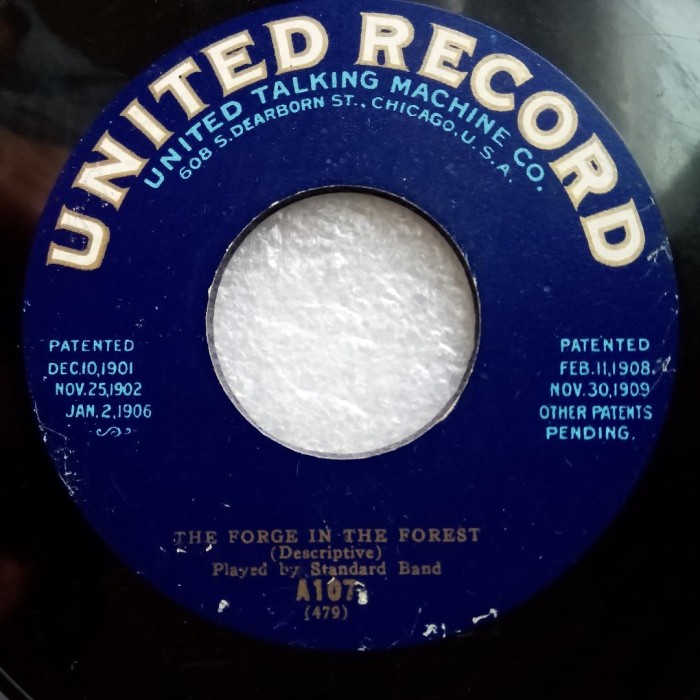 UNITED RECORD
UNITED TALKING MACHINE CO.
608 S. DEARBORN ST., CHICAGO, U.S.A.
PATENTED
DEC.10,1901
NOV.25,1902
JAN.2,1906
PATENTED
FEB.11,1908.
NOV.30,1909
OTHER PATENTS
PENDING.
THE FORGE IN THE FOREST
(Descriptive)
Played by Standard Band
A107
(479)